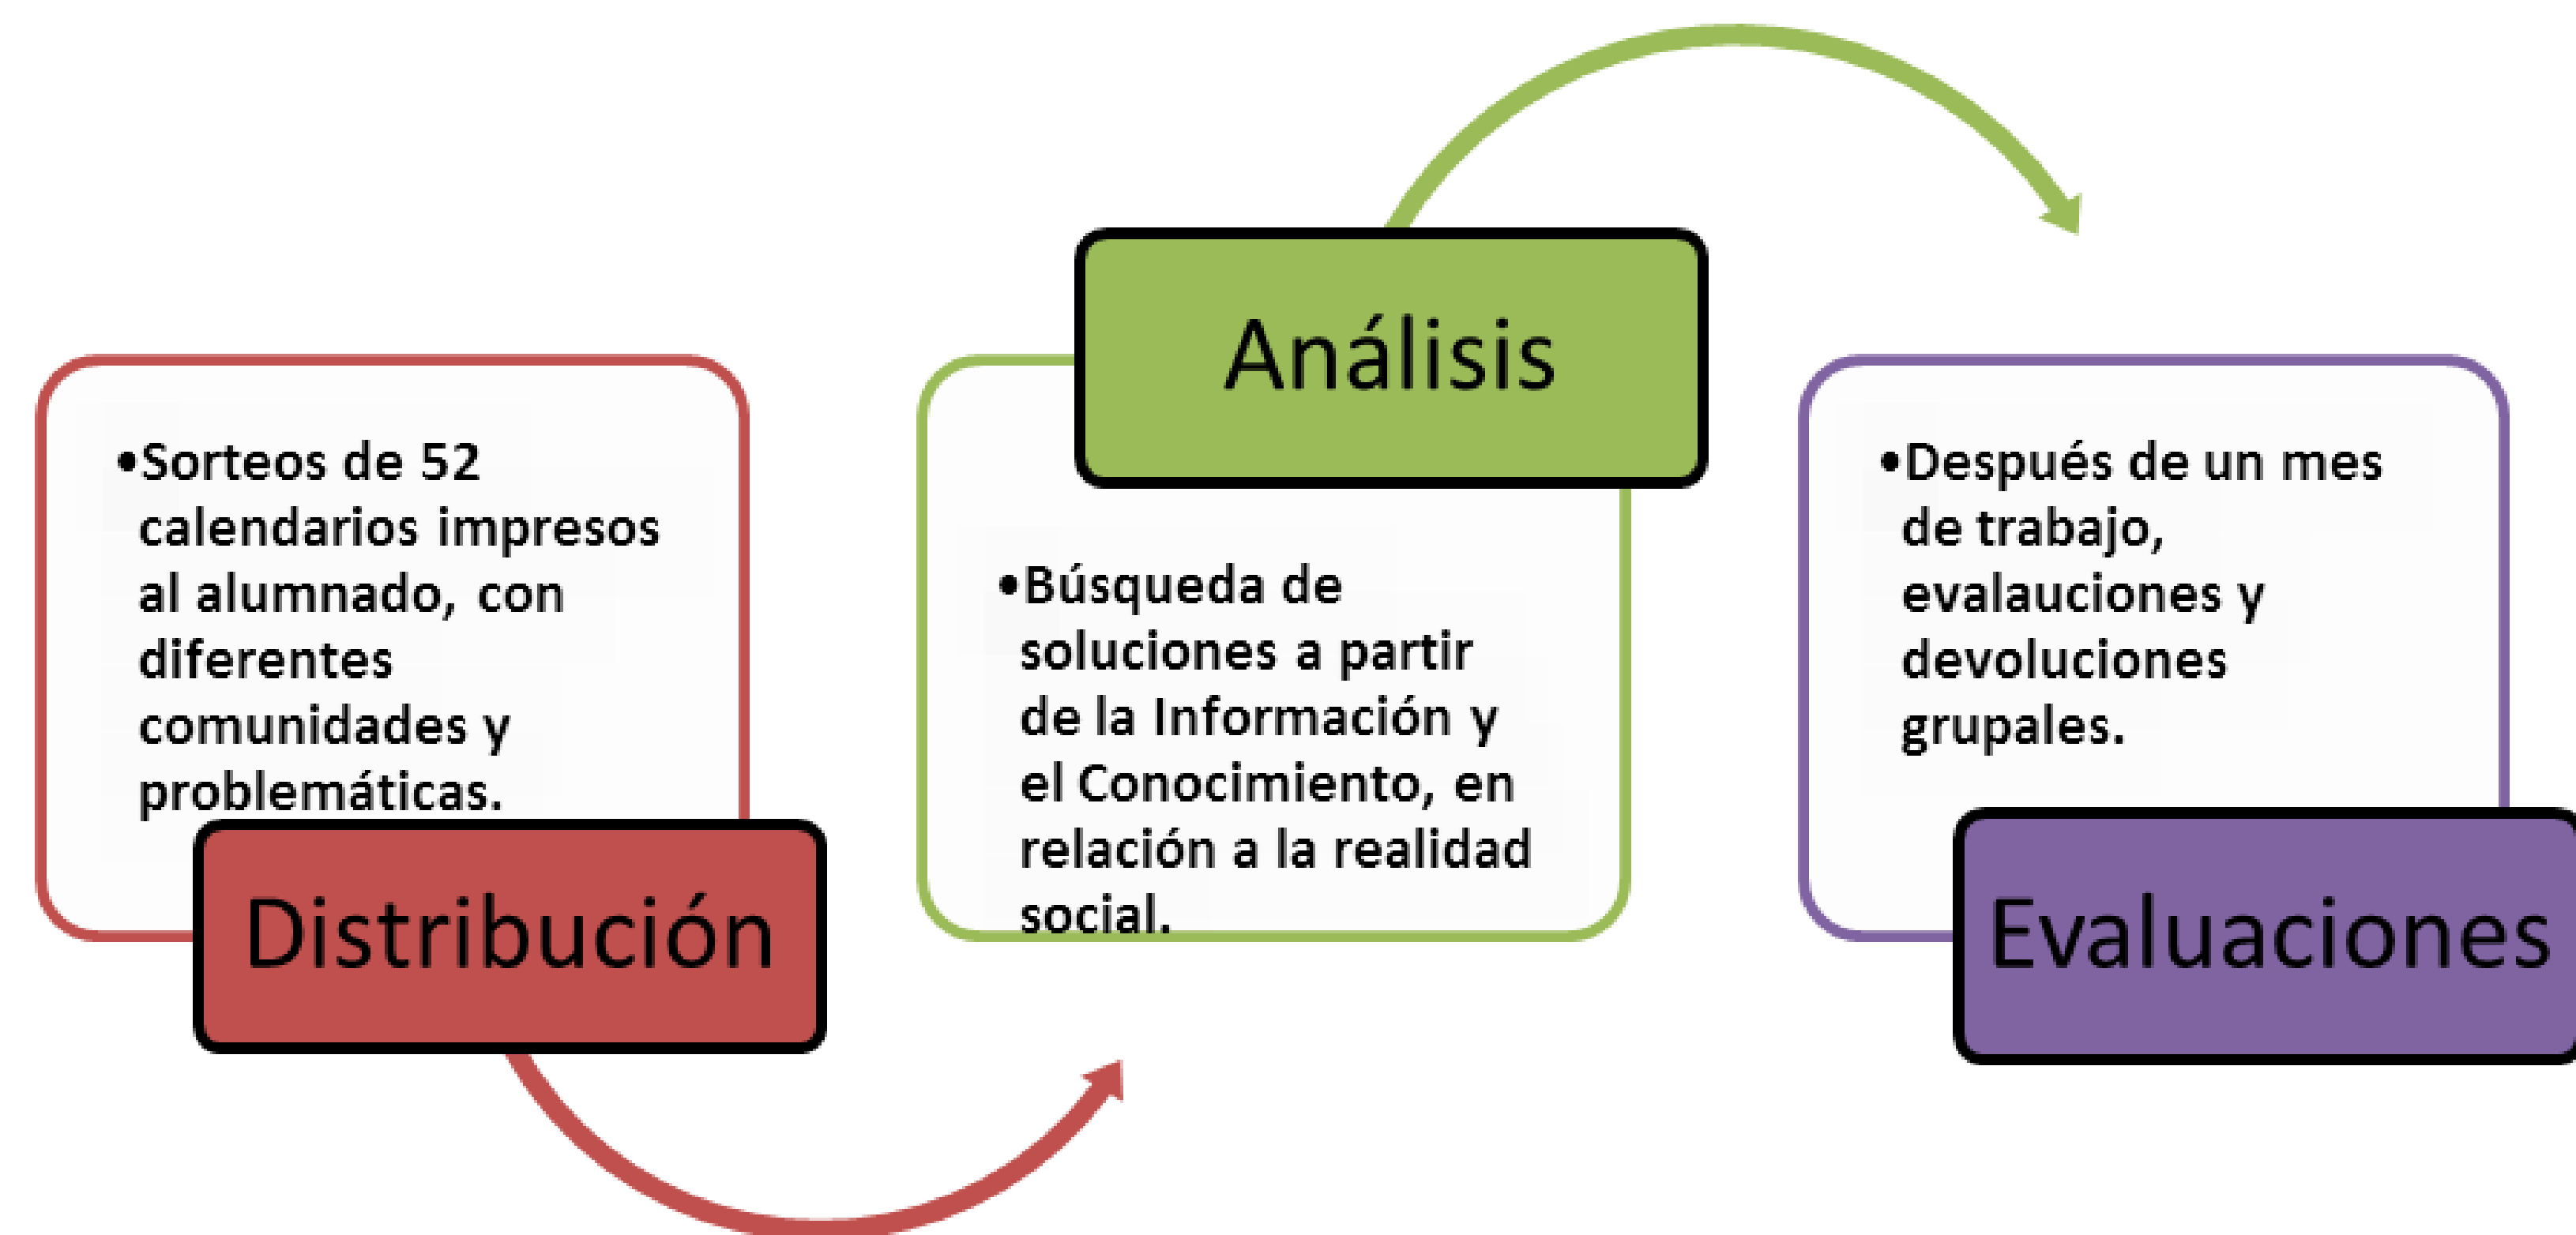 •Sorteos de 52
calendarios impresos
al alumnado, con
diferentes
comunidades y
problemáticas.
Distribución
Análisis
•Búsqueda de
soluciones a partir
de la Información y
el Conocimiento, en
relación a la realidad
social.
•Después de un mes
de trabajo,
evalauciones y
devoluciones
grupales.
Evaluaciones